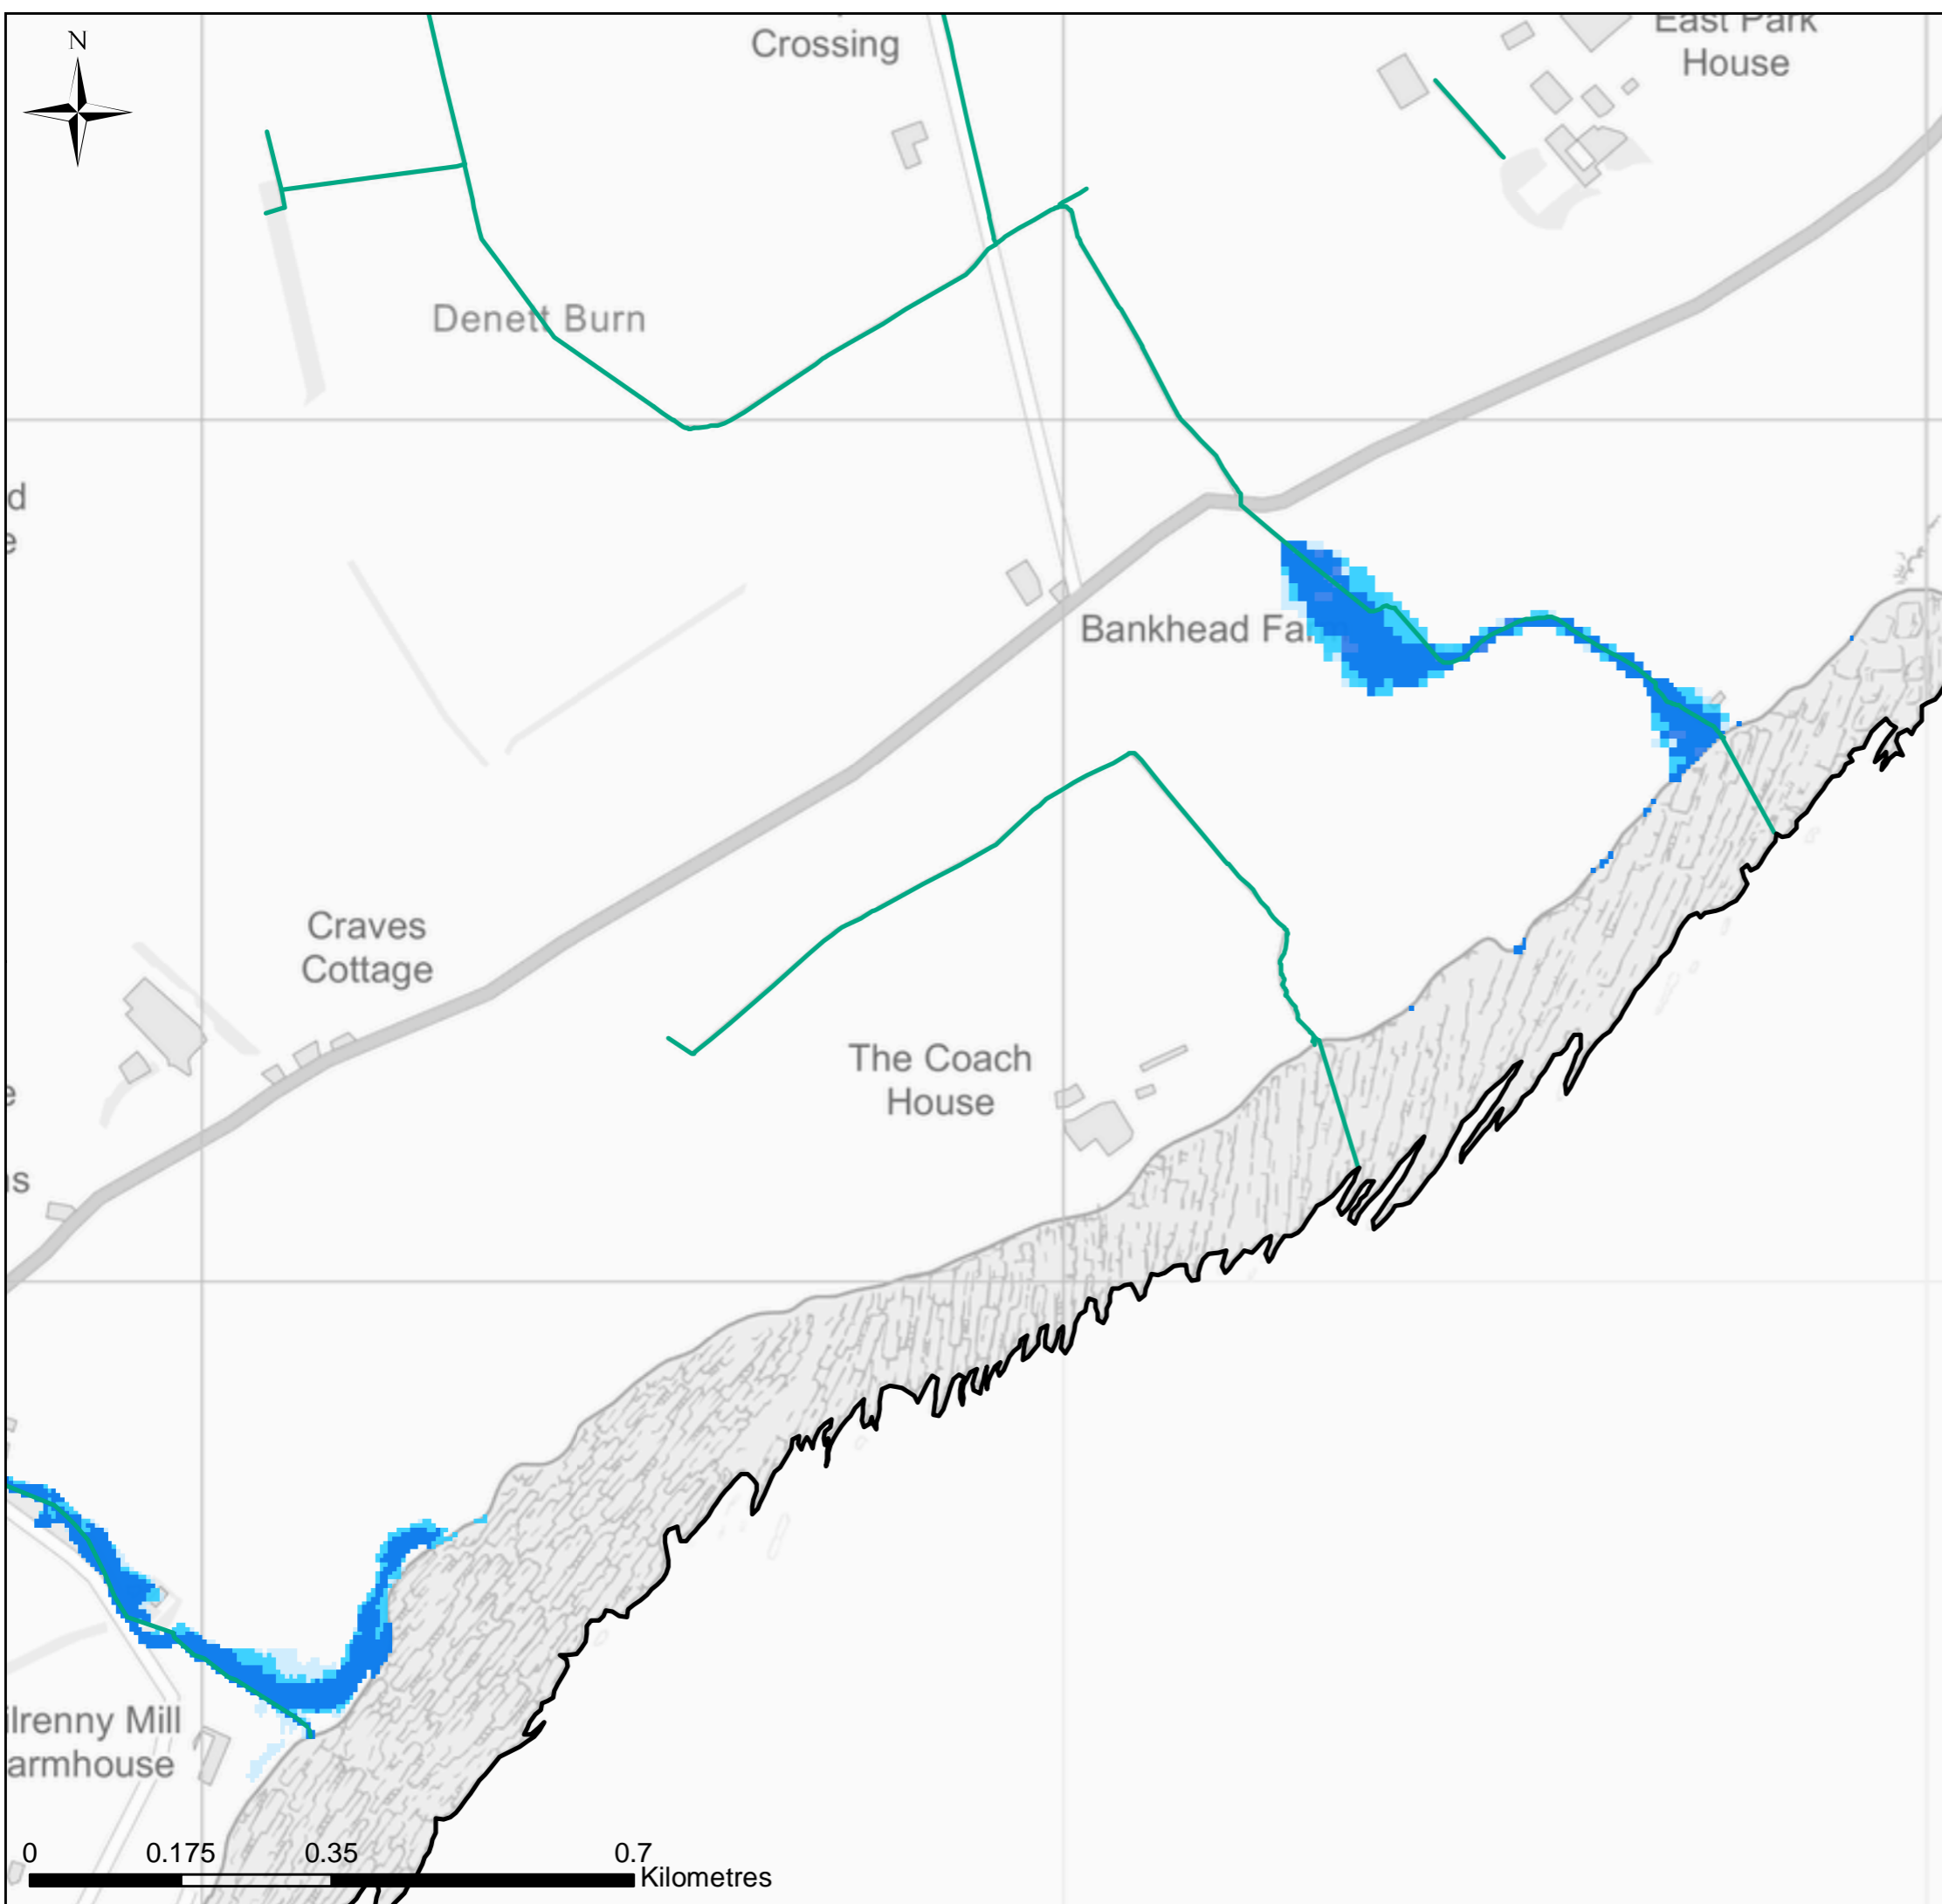 N
Crossing
East Park
House
Denett Burn
d
e
Bankhead Fa
Craves
Cottage
The Coach
House
e
s
ilrenny Mill
armhouse
0 0.175 0.35 0.7
Kilometres